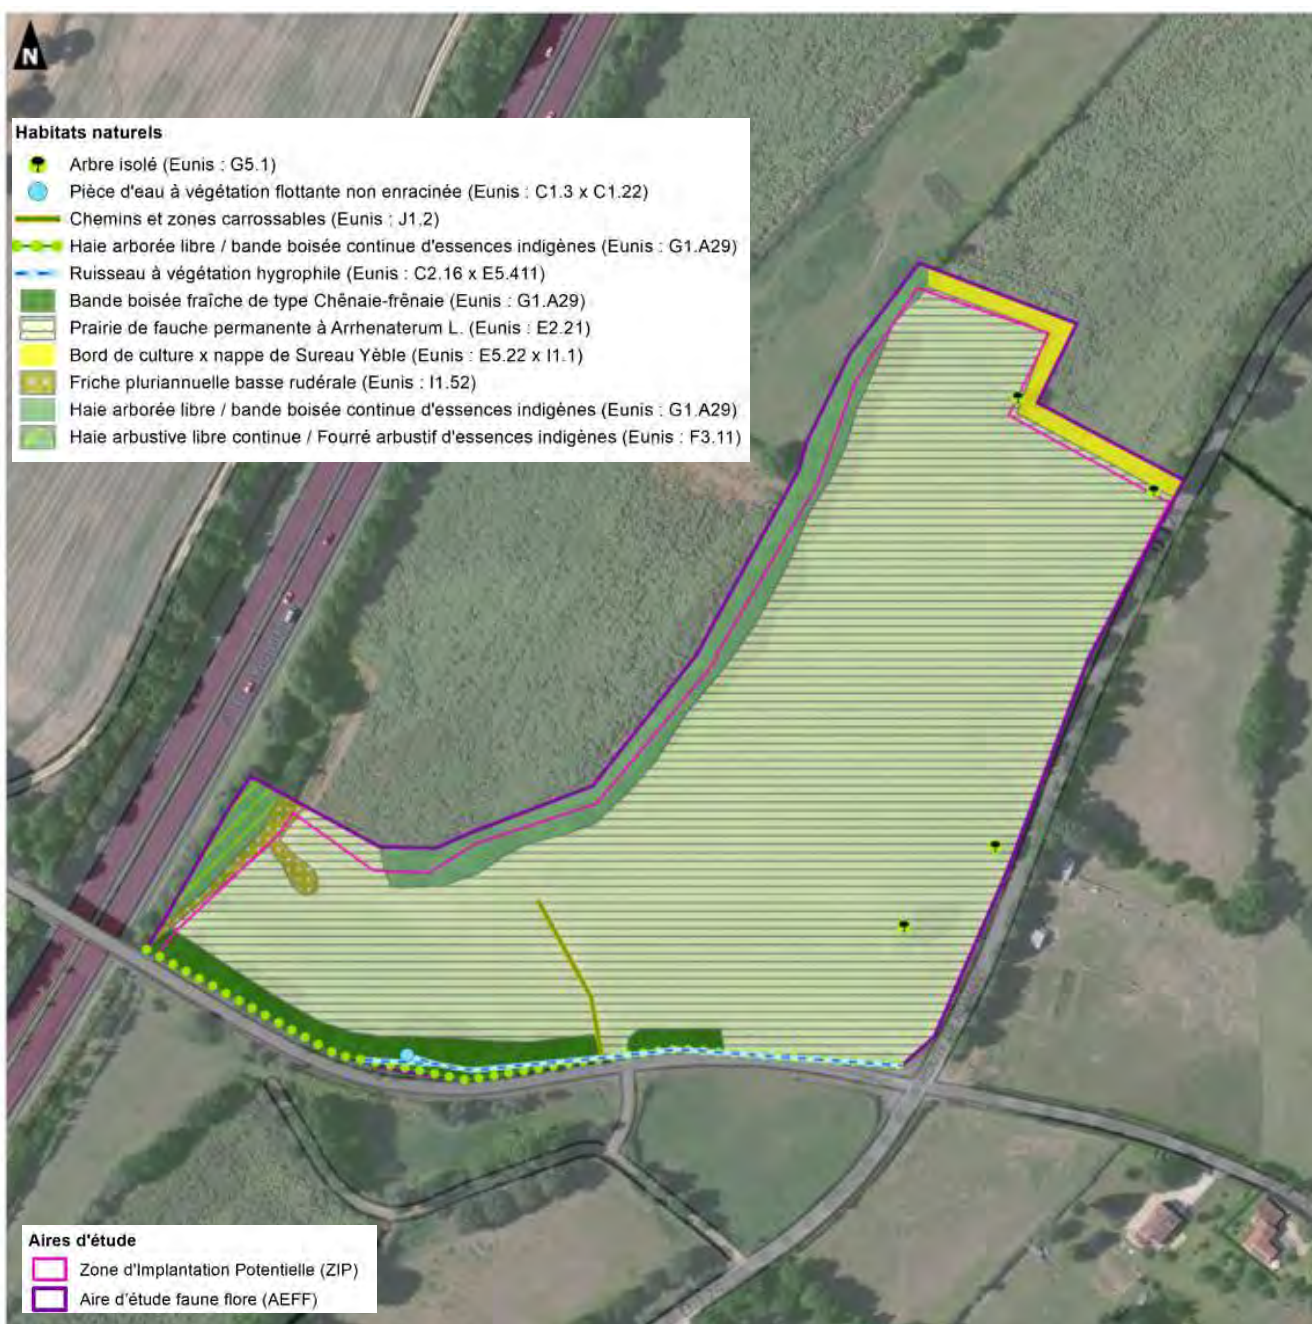 N
Habitats naturels
Arbre isolé (Eunis : G5.1)
Pièce d'eau à végétation flottante non enracinée (Eunis : C1.3 x C1.22)
Chemins et zones carrossables (Eunis : J1.2)
Haie arborée libre / bande boisée continue d'essences indigènes (Eunis : G1.A29)
Ruisseau à végétation hygrophile (Eunis : C2.16 x E5.411)
Bande boisée fraîche de type Chênaie-frênaie (Eunis : G1.A29)
Prairie de fauche permanente à Arrhenaterum L. (Eunis : E2.21)
Bord de culture x nappe de Sureau Yèble (Eunis : E5.22 x I1.1)
Friche pluriannuelle basse rudérale (Eunis : I1.52)
Haie arborée libre / bande boisée continue d'essences indigènes (Eunis : G1.A29)
Haie arbustive libre continue / Fourré arbustif d'essences indigènes (Eunis : F3.11)
Aires d'étude
Zone d'Implantation Potentielle (ZIP)
Aire d'étude faune flore (AEFF)